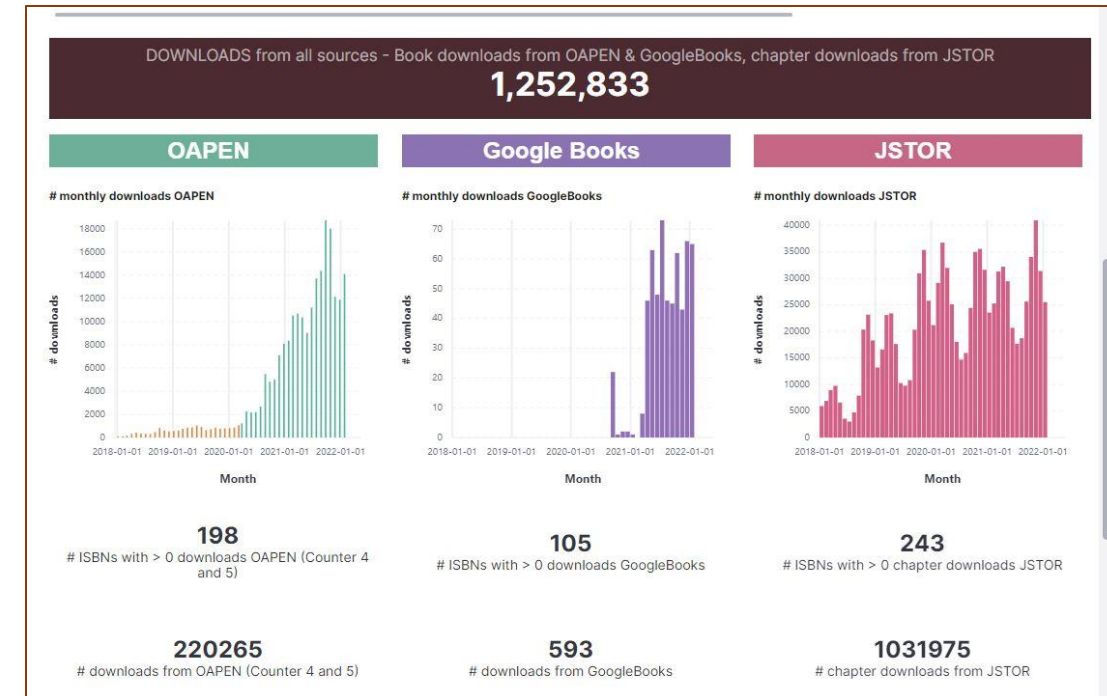 DOWNLOADS from all sources - Book downloads from OAPEN & GoogleBooks, chapter downloads from JSTOR
1,252,833
OAPEN
# monthly downloads OAPEN
# downloads
18000
16000
14000
12000
10000
8000
6000
4000
2000
0
2018-01-01 2019-01-01 2020-01-01 2021-01-01 2022-01-01
Month
198
# ISBNs with > 0 downloads OAPEN (Counter 4
and 5)
220265
# downloads from OAPEN (Counter 4 and 5)
Google Books
# monthly downloads GoogleBooks
# downloads
70
60
50
40
30
20
10
0
2018-01-01 2019-01-01 2020-01-01 2021-01-01 2022-01-01
Month
105
# ISBNs with > 0 downloads GoogleBooks
593
# downloads from GoogleBooks
JSTOR
# monthly downloads JSTOR
# downloads
40000
35000
30000
25000
20000
15000
10000
5000
0
2018-01-01 2019-01-01 2020-01-01 2021-01-01 2022-01-01
Month
243
# ISBNs with > 0 chapter downloads JSTOR
1031975
# chapter downloads from JSTOR